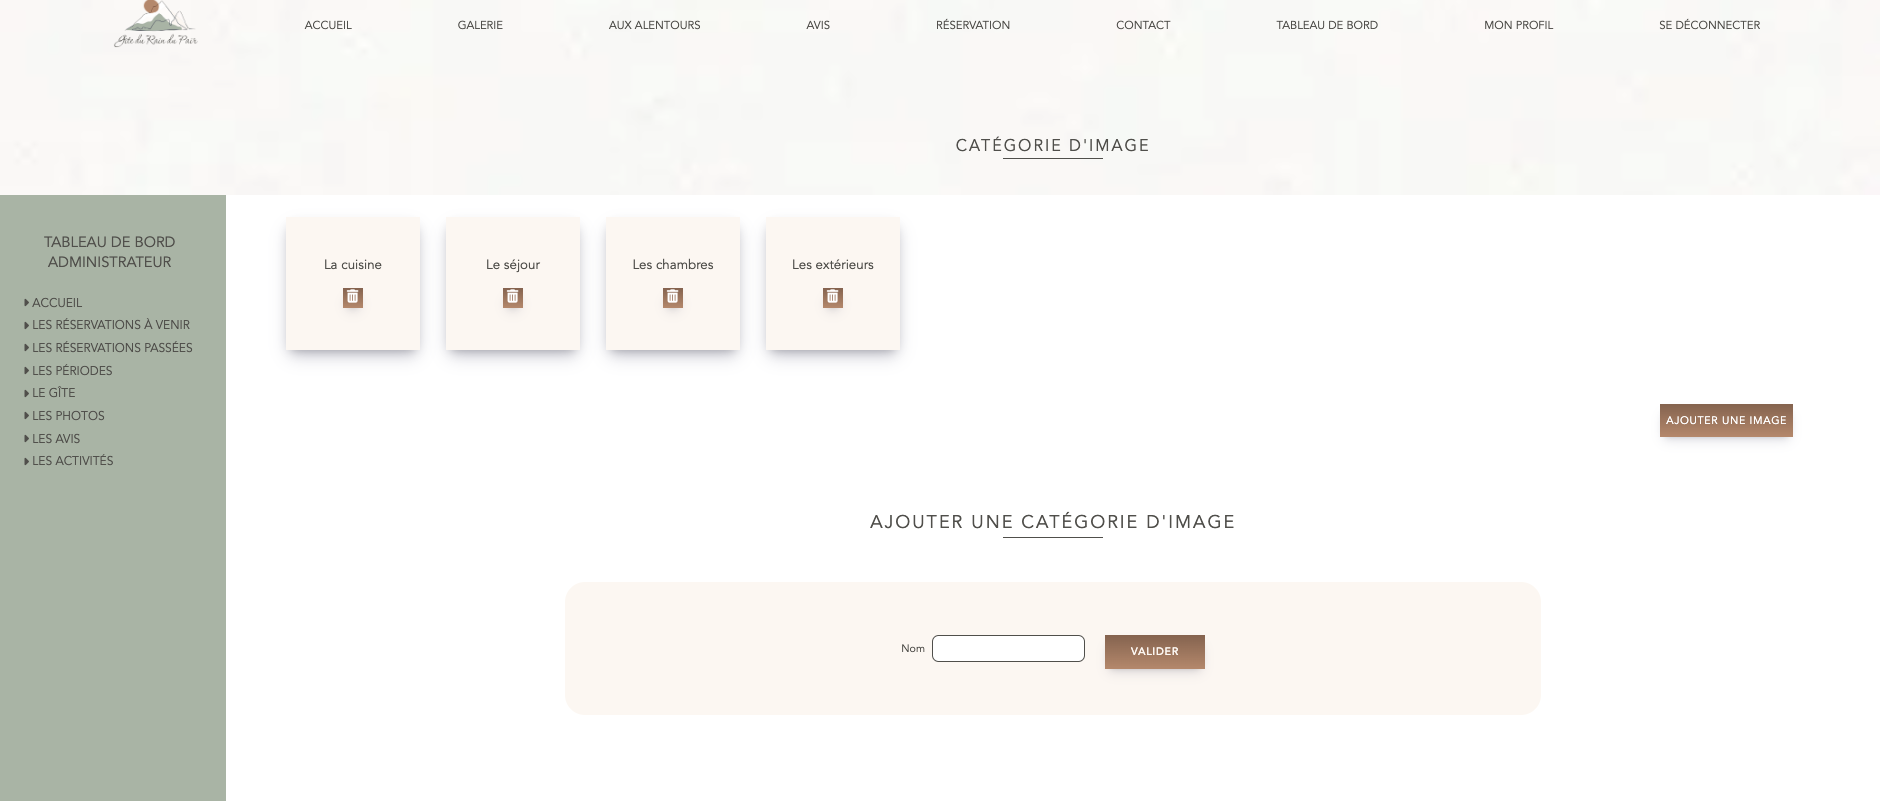 Gîte du Rain du Pair
ACCUEIL
GALERIE
AUX ALENTOURS
AVIS
RÉSERVATION
CONTACT
TABLEAU DE BORD
MON PROFIL
SE DÉCONNECTER
CATÉGORIE D'IMAGE
TABLEAU DE BORD
ADMINISTRATEUR
ACCUEIL
LES RÉSERVATIONS À VENIR
LES RÉSERVATIONS PASSÉES
LES PÉRIODES
LE GÎTE
LES PHOTOS
LES AVIS
LES ACTIVITÉS
La cuisine
Le séjour
Les chambres
Les extérieurs
AJOUTER UNE IMAGE
AJOUTER UNE CATÉGORIE D'IMAGE
Nom
VALIDER